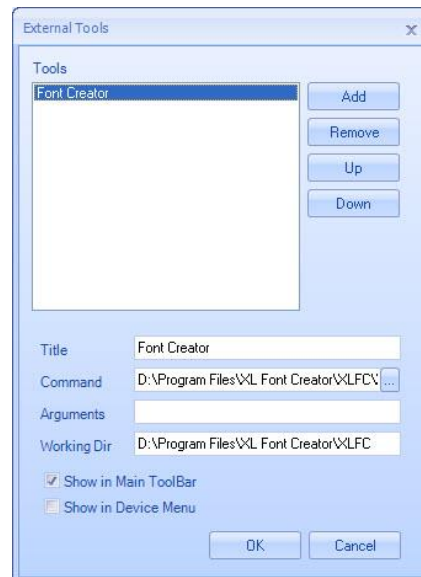 External Tools
Tools
Font Creator
Add
Remove
Up
Down
Title Font Creator
Command D:\Program Files\XL Font Creator\XLFC\ ...
Arguments
Working Dir D:\Program Files\XL Font Creator\XLFC
Show in Main ToolBar
Show in Device Menu
OK Cancel